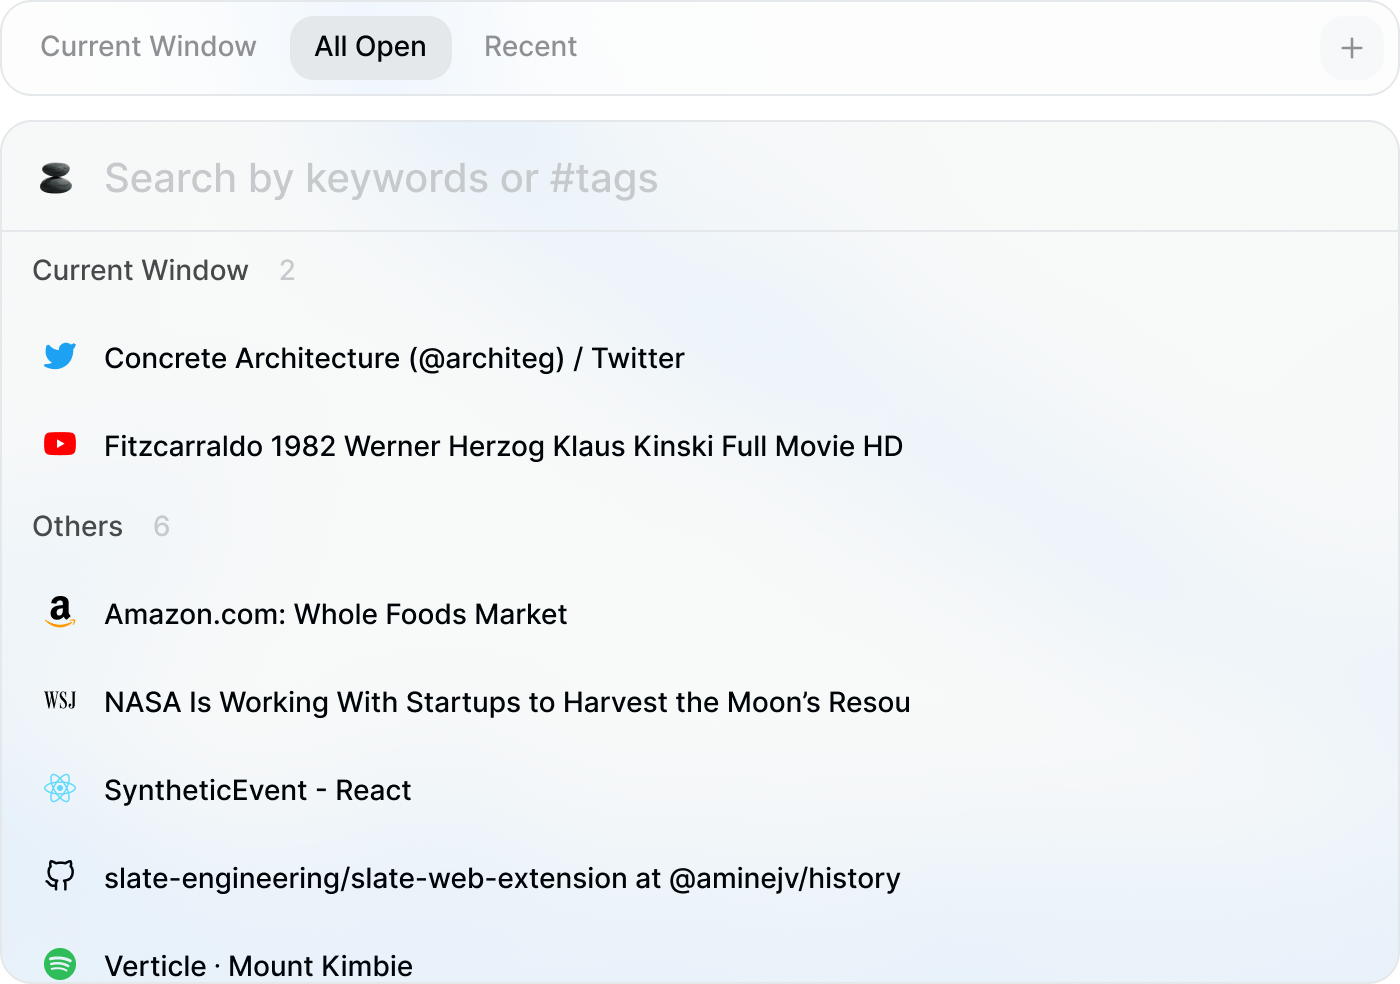 Current Window All Open Recent
Search by keywords or #tags
Current Window 2
Concrete Architecture (@architeg) / Twitter
Fitzcarraldo 1982 Werner Herzog Klaus Kinski Full Movie HD
Others 6
a Amazon.com: Whole Foods Market
WSJ NASA Is Working With Startups to Harvest the Moon’s Resou
SyntheticEvent - React
slate-engineering/slate-web-extension at @aminejv/history
Verticle · Mount Kimbie